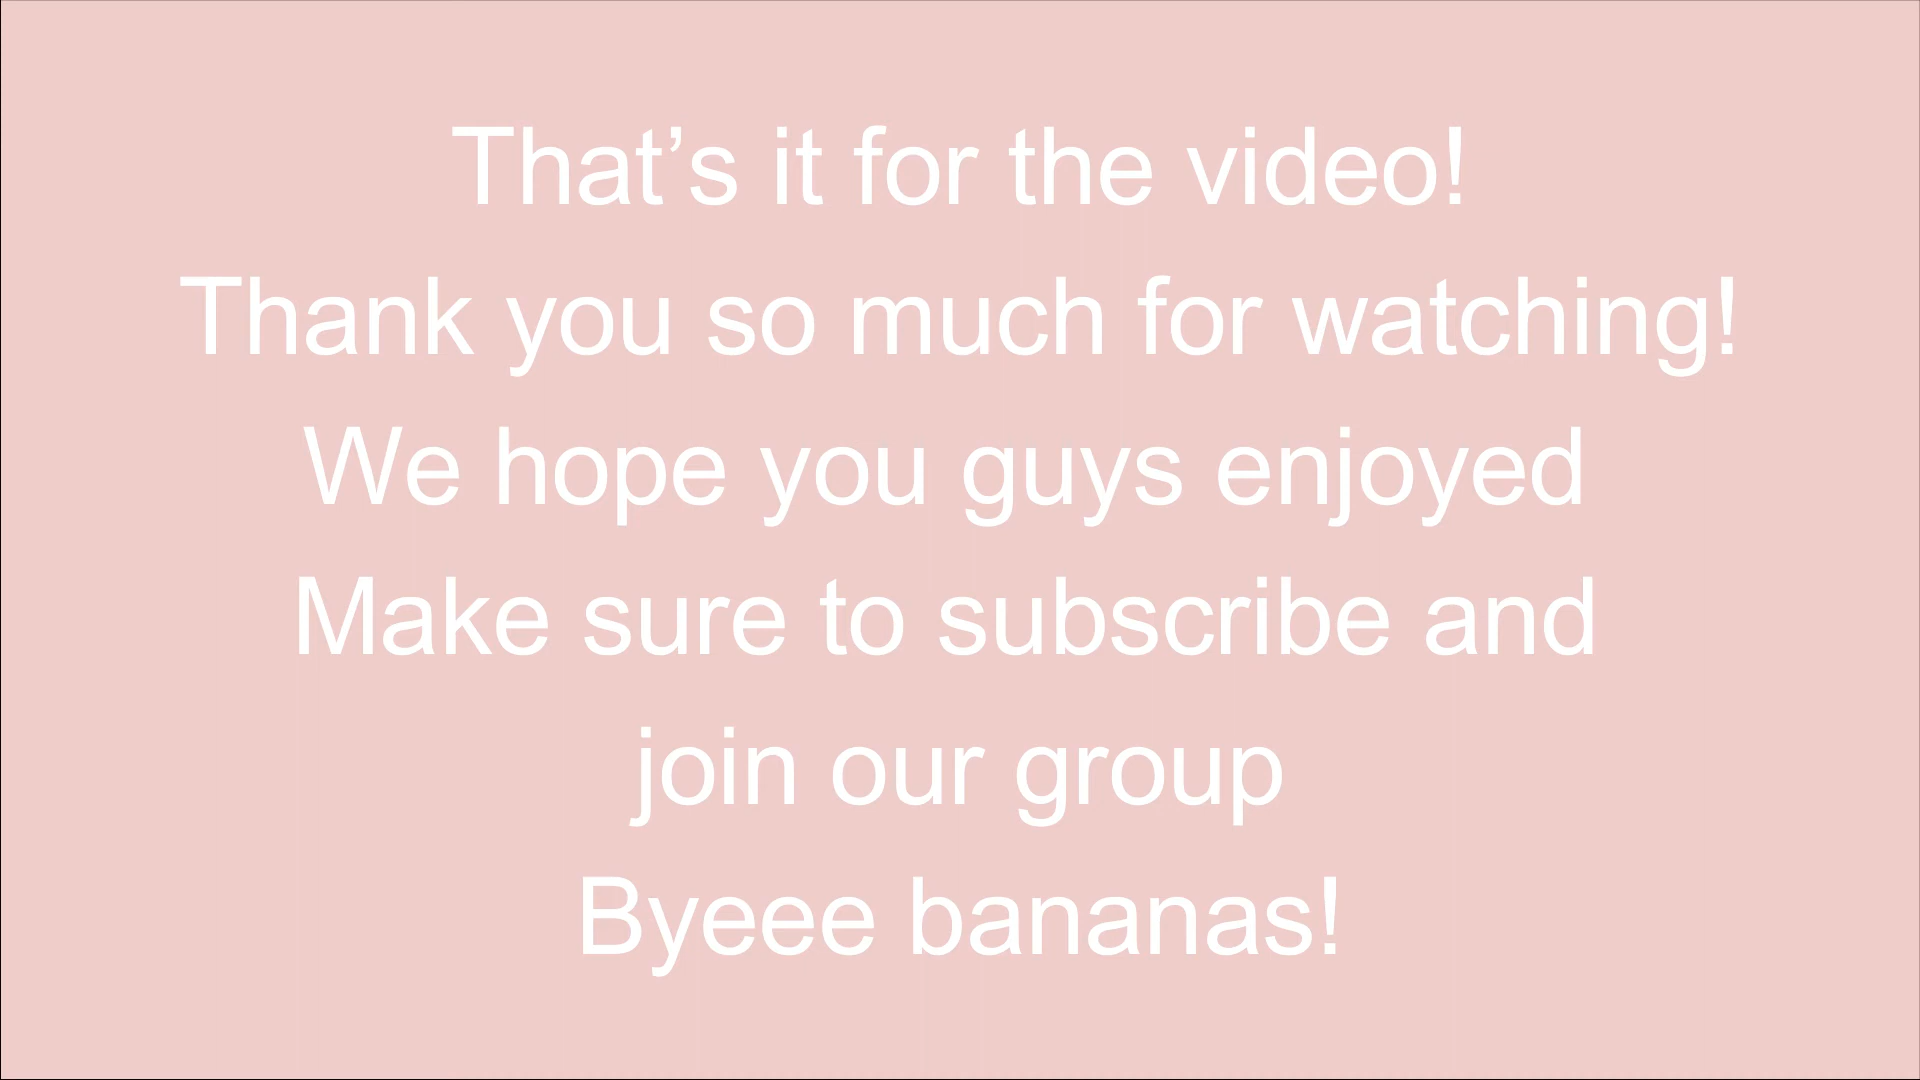 That’s it for the video!
Thank you so much for watching!
We hope you guys enjoyed
Make sure to subscribe and
join our group
Byeee bananas!